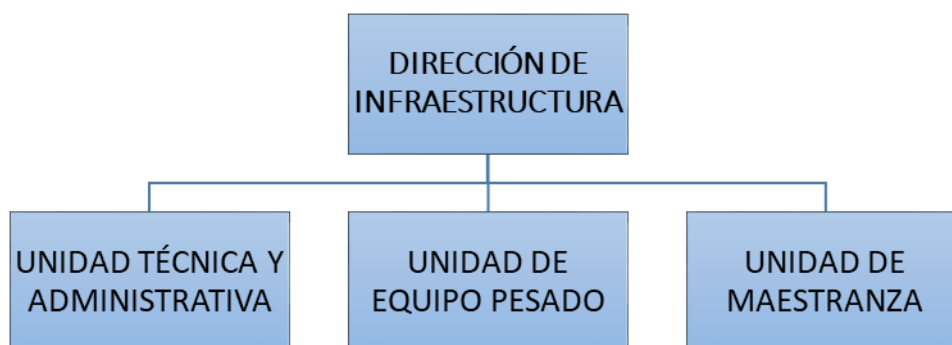 DIRECCIÓN DE
INFRAESTRUCTURA
UNIDAD TÉCNICA Y
ADMINISTRATIVA
UNIDAD DE
EQUIPO PESADO
UNIDAD DE
MAESTRANZA